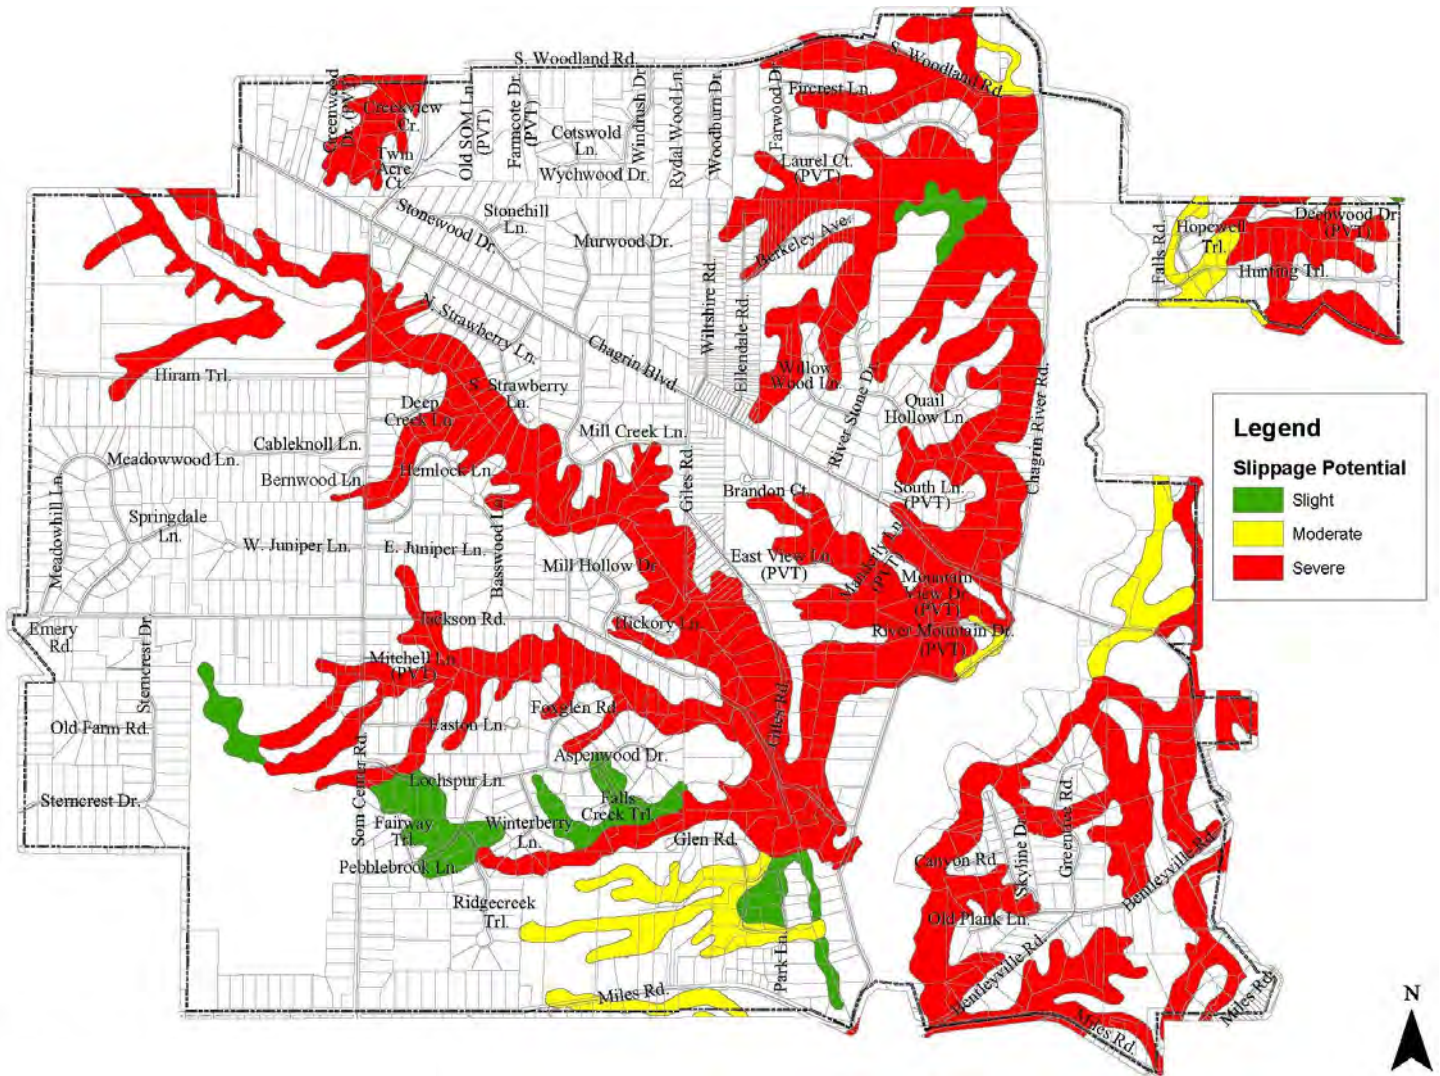 S. Woodland Rd.
S. Woodland Rd.
Greenwood
Dr. (PVT)
Creekview
Cr.
Twin
Acre
Ct.
Old SOM Ln.
(PVT)
Farmcote Dr.
(PVT)
Cotswold
Ln.
Wychwood Dr.
Windrush Dr.
Rydal Wood Ln.
Woodburn Dr.
Farwood Dr.
Fircrest Ln.
Laurel Ct.
(PVT)
Stonewood Dr.
Stonehill
Ln.
Murwood Dr.
Berkeley Ave.
Falls Rd.
Hopewell
Trl.
Deepwood Dr.
(PVT)
Hunting Trl.
Wiltshire Rd.
Ellendale Rd.
N. Strawberry Ln.
Chagrin Blvd.
Hiram Trl.
S. Strawberry
Ln.
Willow
Wood Ln.
River Stone Dr.
Quail
Hollow Ln.
Chagrin River Rd.
Deep
Creek Ln.
Mill Creek Ln.
Cableknoll Ln.
Meadowwood Ln.
Bernwood Ln.
Hemlock Ln.
Giles Rd.
Brandon Ct.
South Ln.
(PVT)
Meadowhill Ln.
Springdale
Ln.
W. Juniper Ln.
E. Juniper Ln.
Basswood Ln.
Mill Hollow Dr.
East View Ln.
(PVT)
Manderly Ln.
(PVT)
Mountain
View Dr.
(PVT)
River Mountain Dr.
(PVT)
Emery
Rd.
Jackson Rd.
Hickory Ln.
Sterncrest Dr.
Mitchell Ln.
(PVT)
Old Farm Rd.
Easton Ln.
Foxglen Rd.
Giles Rd.
Aspenwood Dr.
Lochspur Ln.
Sterncrest Dr.
Som Center Rd.
Fairway
Trl.
Winterberry
Ln.
Falls
Creek Trl.
Glen Rd.
Pebblebrook Ln.
Ridgecreek
Trl.
Park Ln.
Miles Rd.
Canyon Rd.
Skyline Dr.
Greentree Rd.
Bentleyville Rd.
Old Plank Ln.
Bentleyville Rd.
Miles Rd.
Miles Rd.
Legend
Slippage Potential
Slight
Moderate
Severe
N